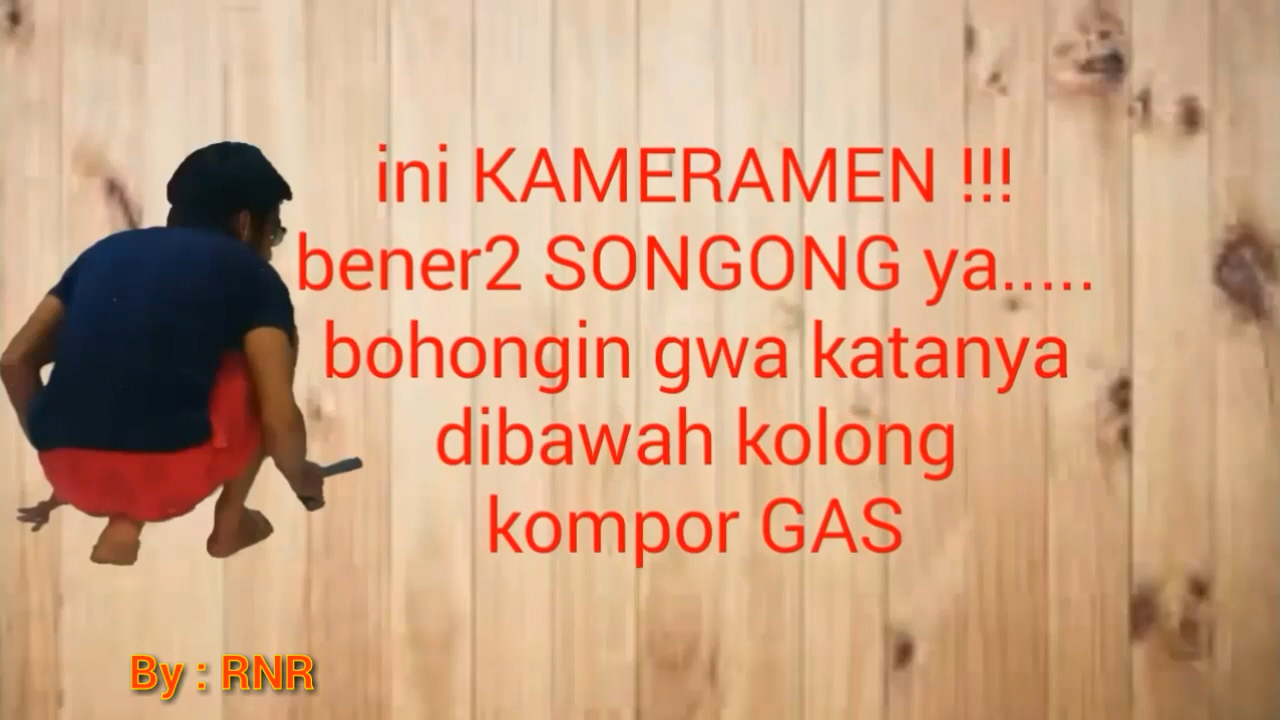 ini KAMERAMEN !!!
bener2 SONGONG ya.....
bohongin gwa katanya
dibawah kolong
kompor GAS
By : RNR